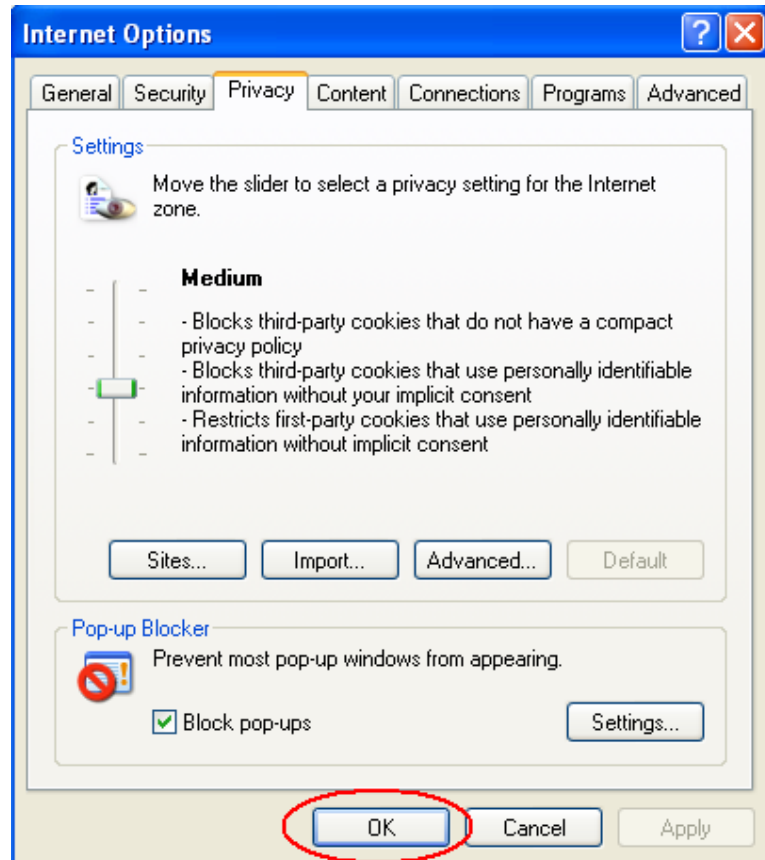 Internet Options
?
General Security Privacy Content Connections Programs Advanced
Settings
Move the slider to select a privacy setting for the Internet
zone.
Medium
- Blocks third-party cookies that do not have a compact
privacy policy
- Blocks third-party cookies that use personally identifiable
information without your implicit consent
- Restricts first-party cookies that use personally identifiable
information without implicit consent
Sites... Import... Advanced... Default
Pop-up Blocker
Prevent most pop-up windows from appearing.
Block pop-ups Settings...
OK Cancel Apply